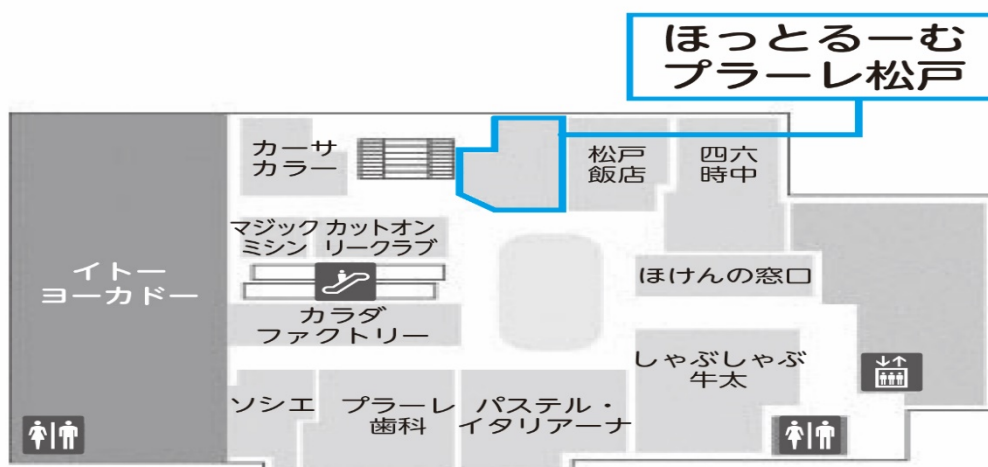 ほっとるーむ
プラーレ松戸
カーサ
カラー
松戸
飯店
四六
時中
マジック
ミシン
カットオン
リークラブ
イトー
ヨーカドー
ほけんの窓口
カラダ
ファクトリー
しゃぶしゃぶ
牛太
ソシエ
プラーレ
歯科
パステル・
イタリアーナ